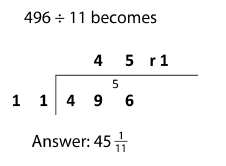 496 ÷ 11 becomes
4 5 r 1
5
1 1 4 9 6
Answer: 45 1/11